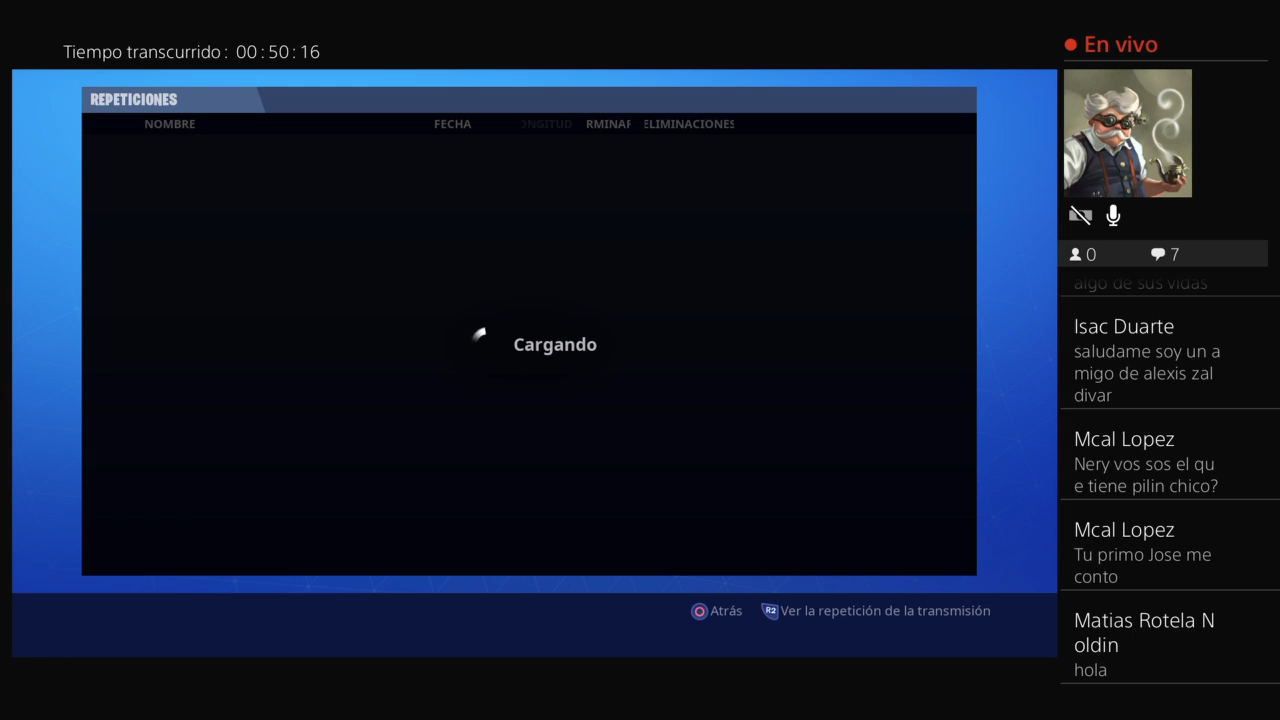 Tiempo transcurrido: 00:50:16
En vivo
REPETICIONES
NOMBRE FECHA ONGITUD RMINAF ELIMINACIONES
Cargando
Atrás R2 Ver la repetición de la transmisión
0 7
algo de sus vidas
Isac Duarte
saludame soy un a
migo de alexis zal
divar
Mcal Lopez
Nery vos sos el qu
e tiene pilin chico?
Mcal Lopez
Tu primo Jose me
conto
Matias Rotela N
oldin
hola